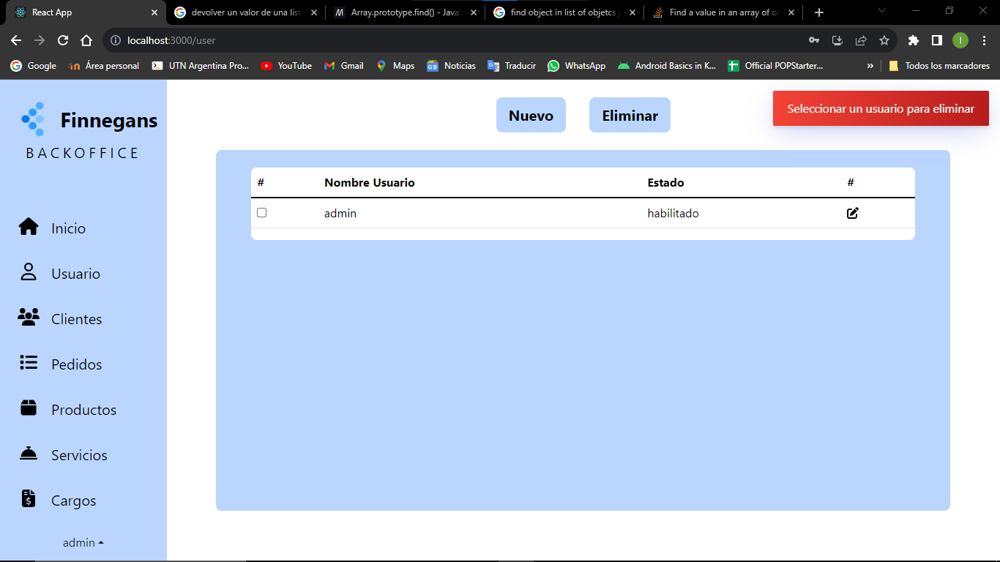 React App
devolver un valor de una list
Array.prototype.find() - Java
find object in list of objetcs j
Find a value in an array of ob
localhost:3000/user
I
Google
Área personal
UTN Argentina Pro...
YouTube
Gmail
Maps
Noticias
Traducir
WhatsApp
Android Basics in K...
Official POPStarter...
»
Todos los marcadores
Finnegans
BACKOFFICE
Nuevo
Eliminar
Seleccionar un usuario para eliminar
# Nombre Usuario Estado #
admin habilitado
Inicio
Usuario
Clientes
Pedidos
Productos
Servicios
Cargos
admin